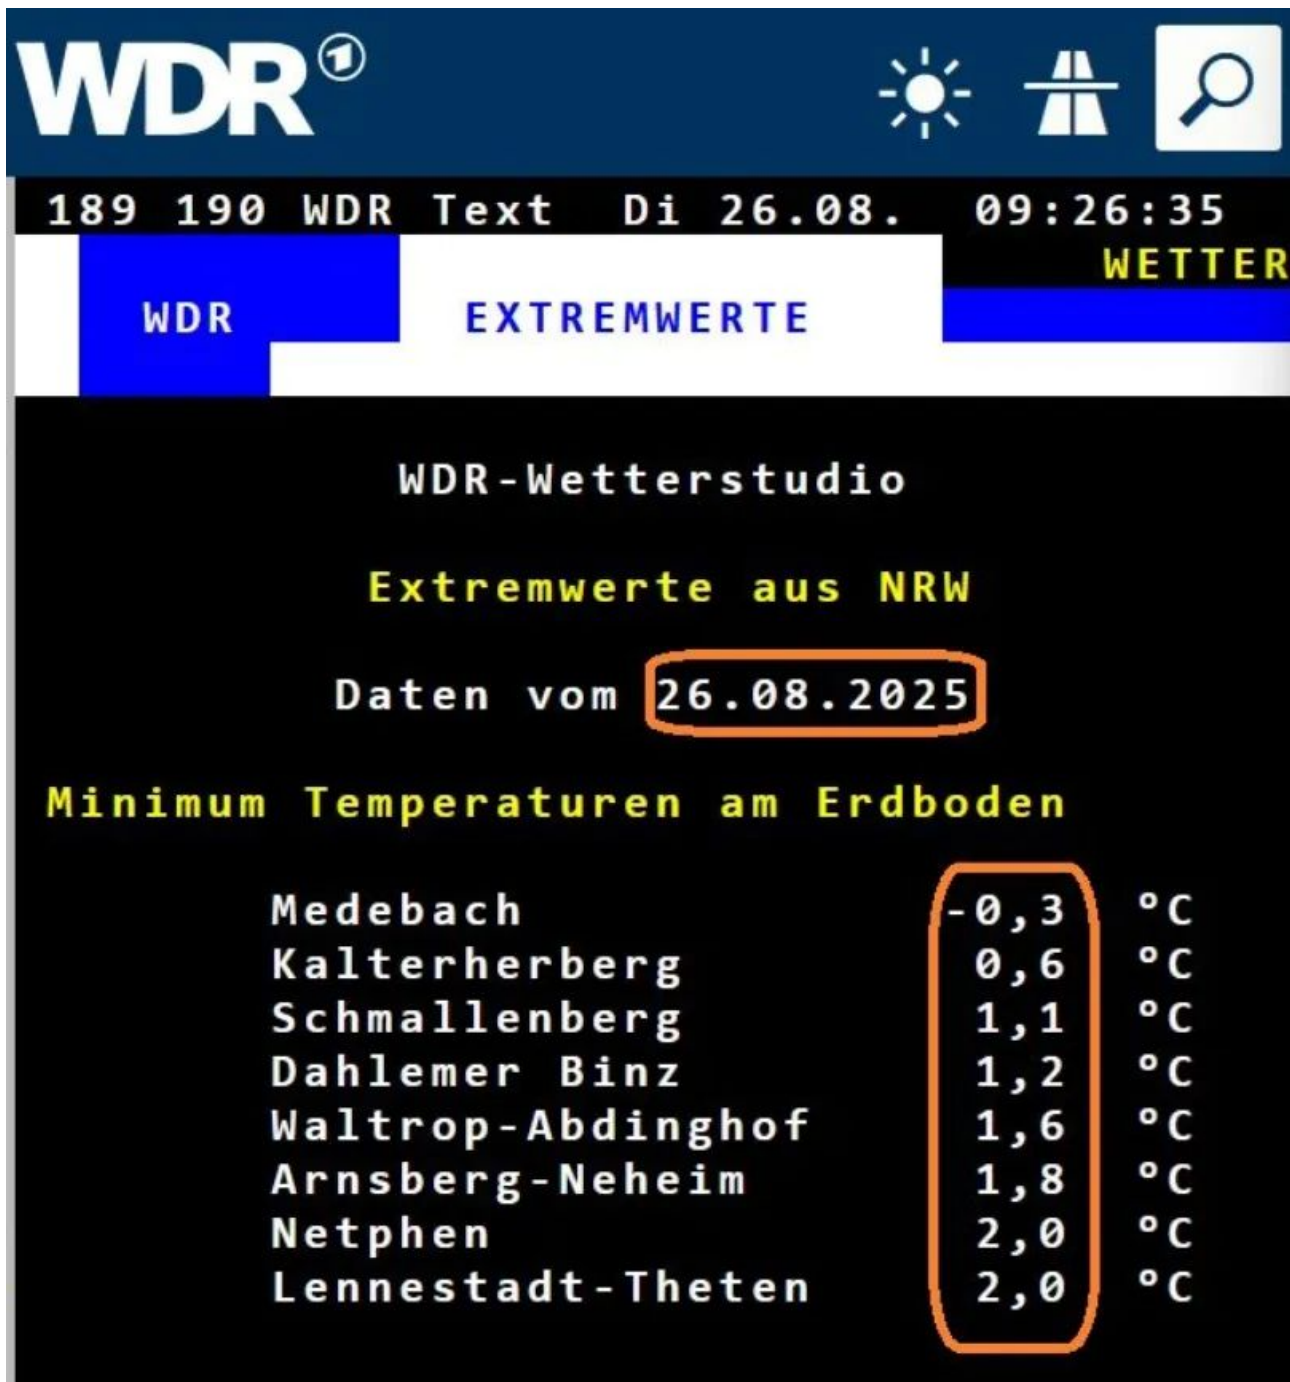 WDR 1
189 190 WDR Text Di 26.08. 09:26:35
WETTER
WDR EXTREMWERTE
WDR-Wetterstudio
Extremwerte aus NRW
Daten vom 26.08.2025
Minimum Temperaturen am Erdboden
Medebach -0,3 °C
Kalterherberg 0,6 °C
Schmallenberg 1,1 °C
Dahlemer Binz 1,2 °C
Waltrop-Abdinghof 1,6 °C
Arnsberg-Neheim 1,8 °C
Netphen 2,0 °C
Lennestadt-Theten 2,0 °C